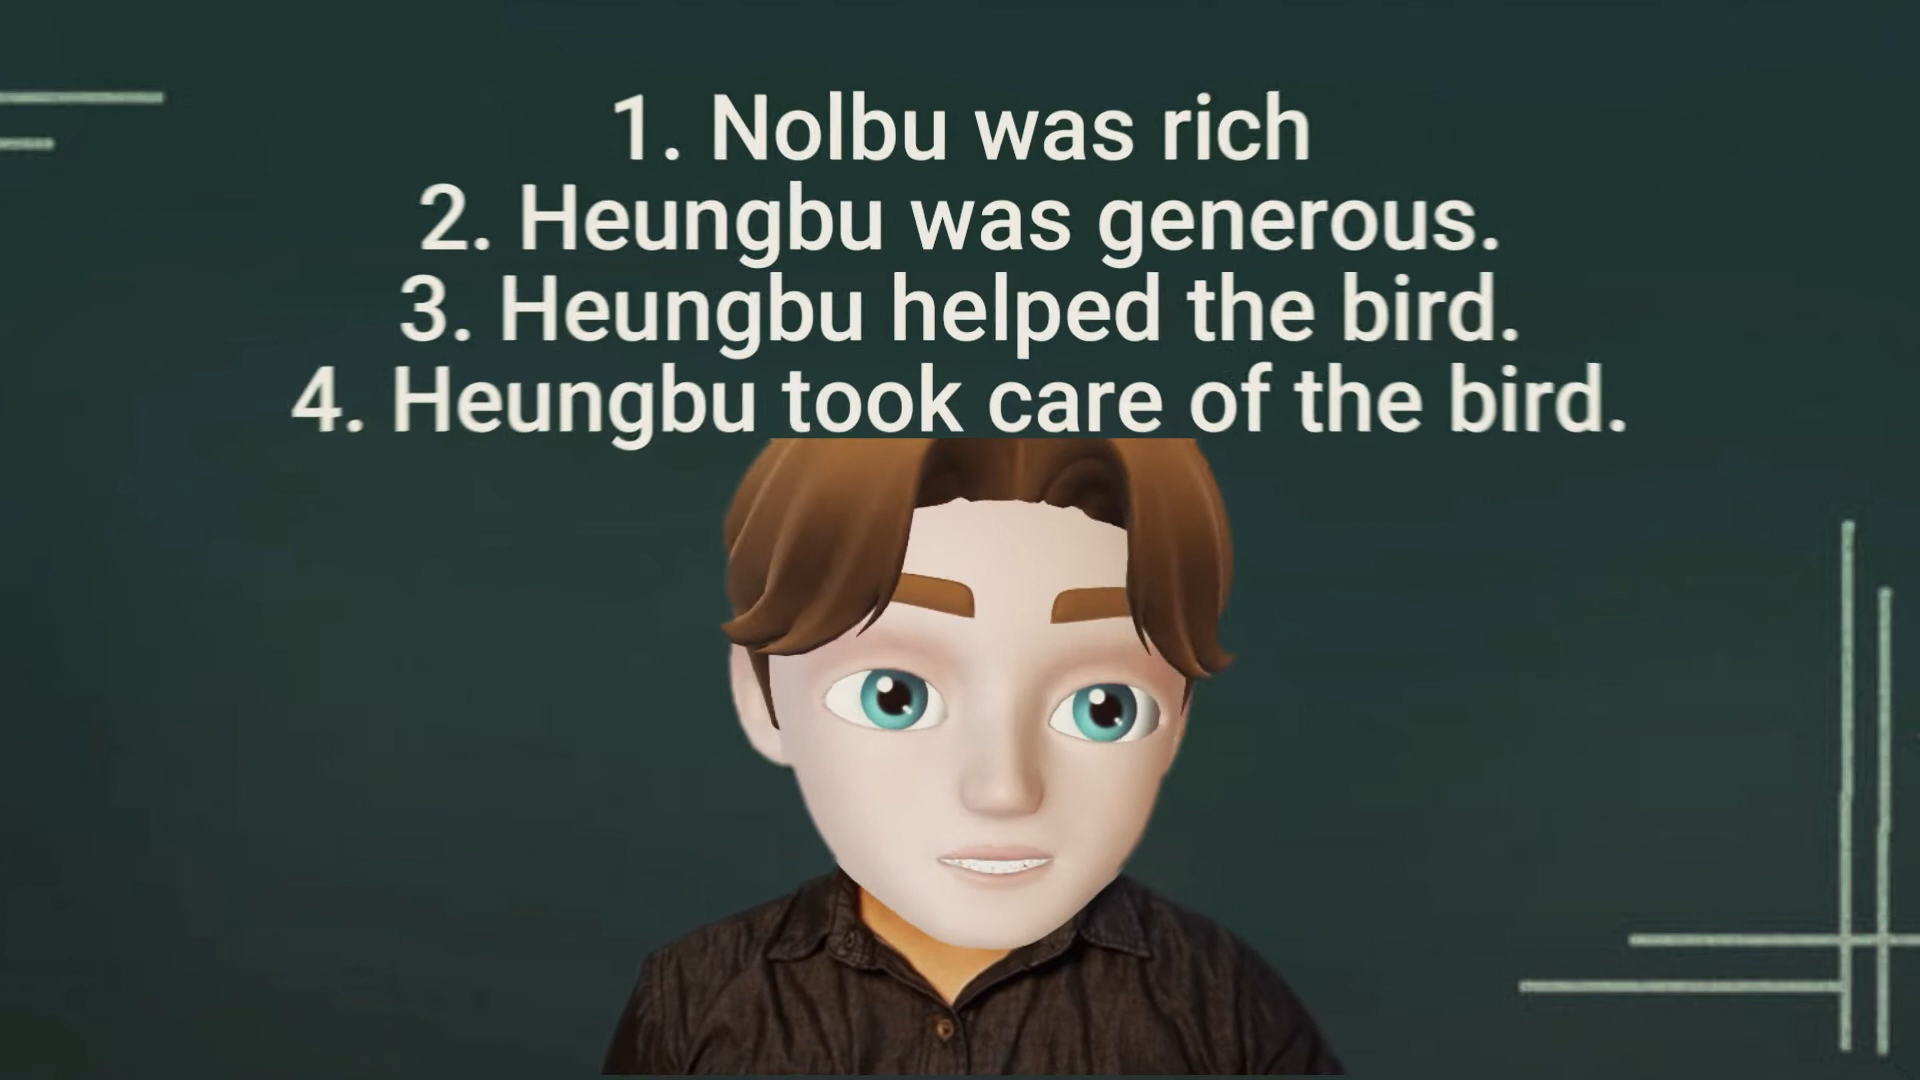 1. Nolbu was rich
2. Heungbu was generous.
3. Heungbu helped the bird.
4. Heungbu took care of the bird.